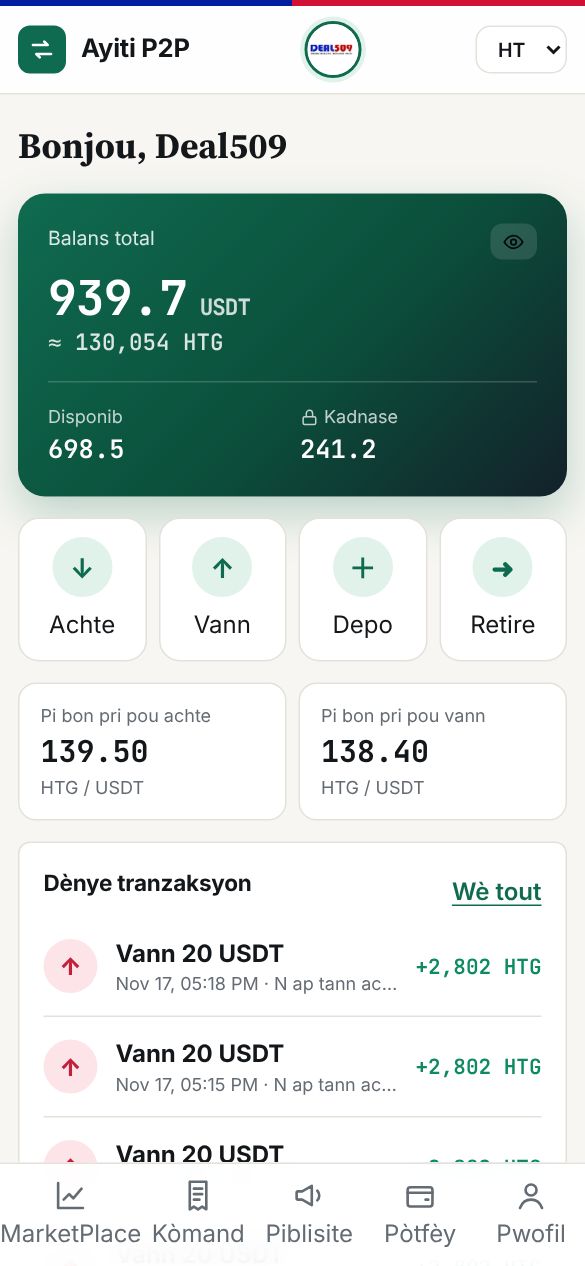 Ayiti P2P
DEAL509
HT
Bonjou, Deal509
Balans total
939.7 USDT
≈ 130,054 HTG
Disponib
Kadnase
698.5
241.2
Achte
Vann
Depo
Retire
Pi bon pri pou achte
139.50
HTG / USDT
Pi bon pri pou vann
138.40
HTG / USDT
Dènye tranzaksyon
Wè tout
Vann 20 USDT
Nov 17, 05:18 PM · N ap tann ac...
+2,802 HTG
Vann 20 USDT
Nov 17, 05:15 PM · N ap tann ac...
+2,802 HTG
Vann 20 USDT
MarketPlace
Kòmand
Piblisite
Pòtfèy
Pwofil